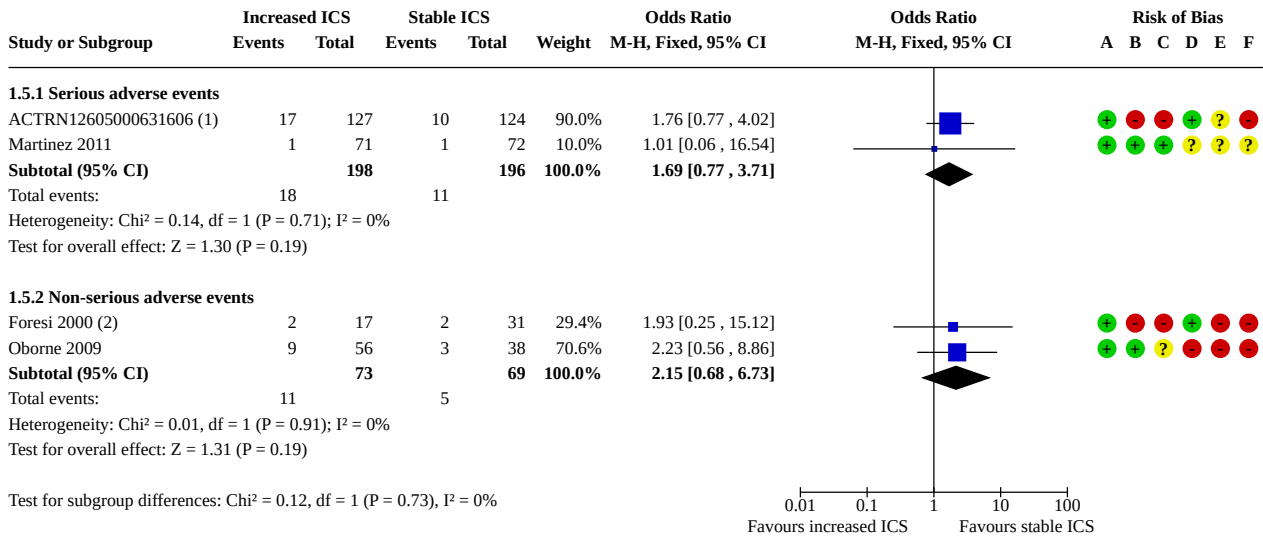 Increased ICS Stable ICS Odds Ratio Odds Ratio Risk of Bias
Study or Subgroup Events Total Events Total Weight M-H, Fixed, 95% CI M-H, Fixed, 95% CI A B C D E F
1.5.1 Serious adverse events
ACTRN12605000631606 (1) 17 127 10 124 90.0% 1.76 [0.77 , 4.02] + - - + ? -
Martinez 2011 1 71 1 72 10.0% 1.01 [0.06 , 16.54] + + + ? ? ?
Subtotal (95% CI) 198 196 100.0% 1.69 [0.77 , 3.71]
Total events: 18 11
Heterogeneity: Chi² = 0.14, df = 1 (P = 0.71); I² = 0%
Test for overall effect: Z = 1.30 (P = 0.19)
1.5.2 Non-serious adverse events
Foresi 2000 (2) 2 17 2 31 29.4% 1.93 [0.25 , 15.12] + - - + - -
Oborne 2009 9 56 3 38 70.6% 2.23 [0.56 , 8.86] + + ? - - -
Subtotal (95% CI) 73 69 100.0% 2.15 [0.68 , 6.73]
Total events: 11 5
Heterogeneity: Chi² = 0.01, df = 1 (P = 0.91); I² = 0%
Test for overall effect: Z = 1.31 (P = 0.19)
Test for subgroup differences: Chi² = 0.12, df = 1 (P = 0.73), I² = 0%
0.01 0.1 1 10 100
Favours increased ICS Favours stable ICS